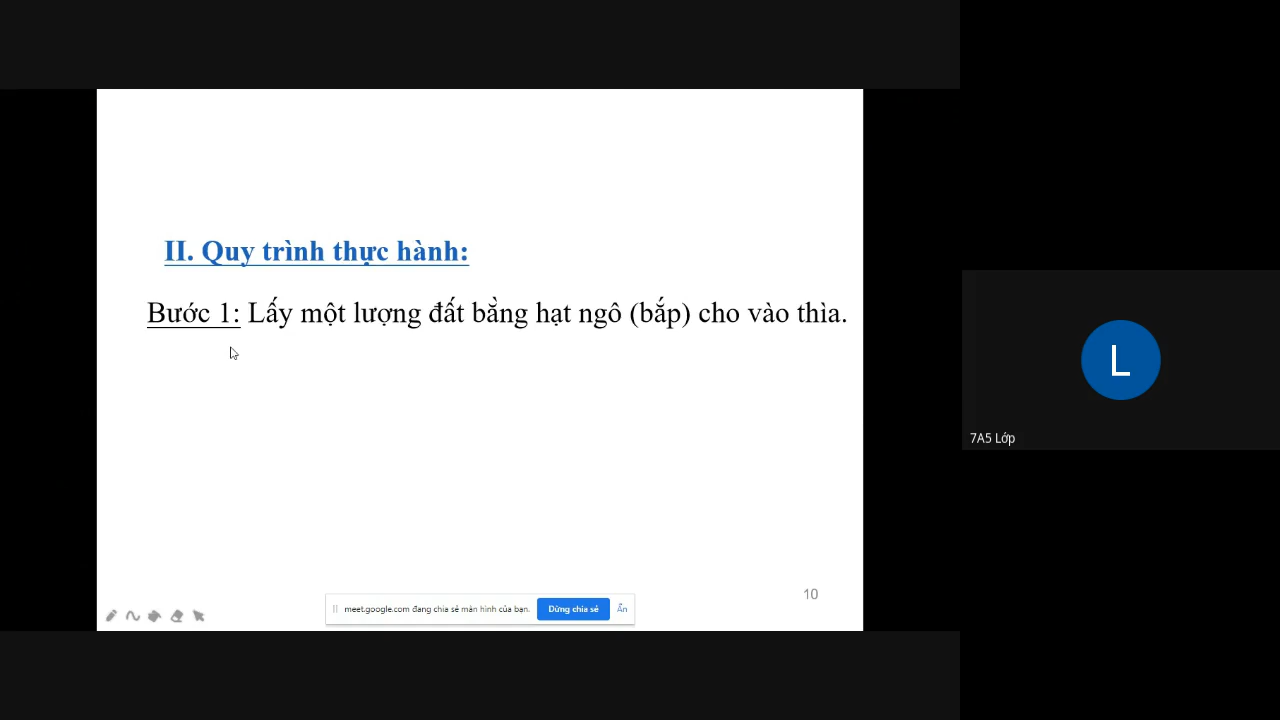 II. Quy trình thực hành:
Bước 1: Lấy một lượng đất bằng hạt ngô (bắp) cho vào thìa.
L
7A5 Lớp
10
meet.google.com đang chia sẻ màn hình của bạn. Dừng chia sẻ Ẩn